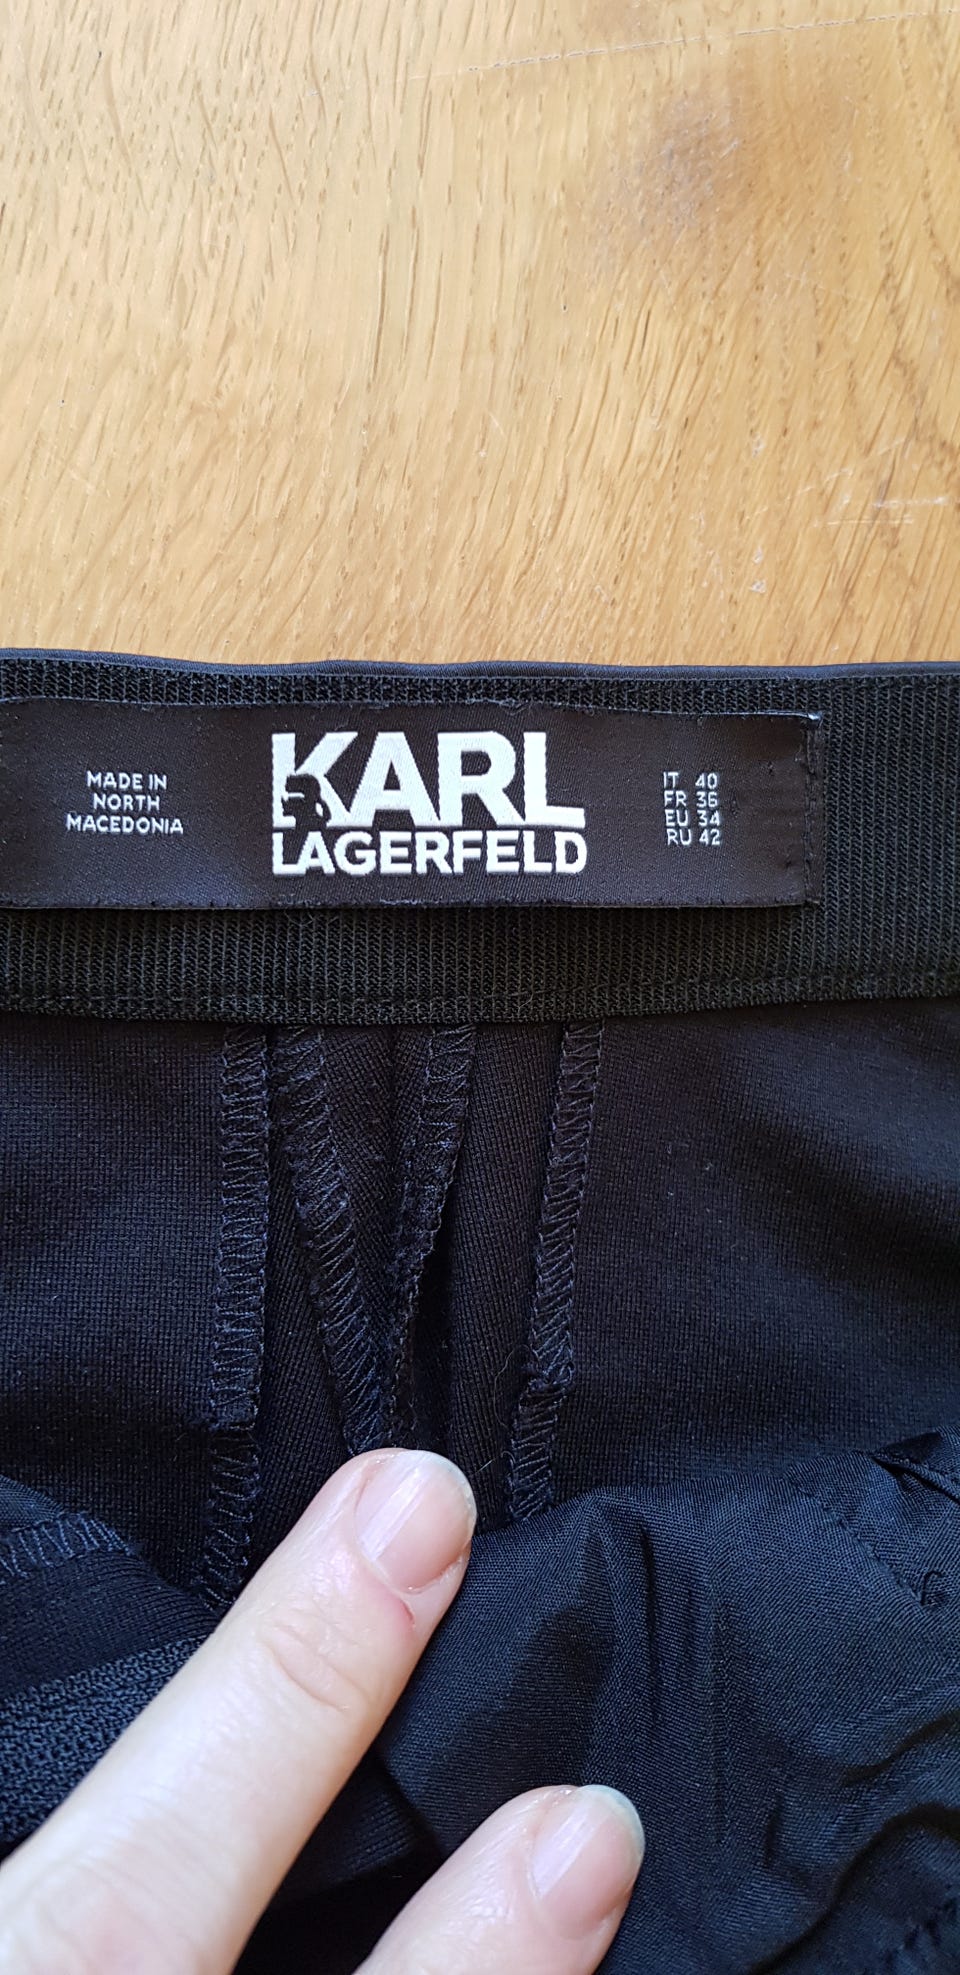 MADE IN
NORTH
MACEDONIA
KARL
LAGERFELD
IT 40
FR 36
EU 34
RU 42